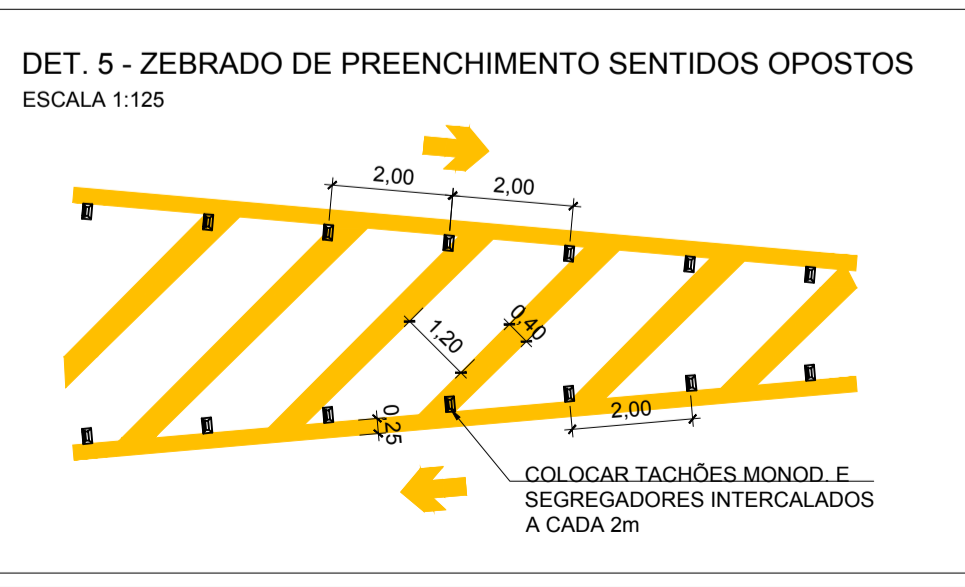 DET. 5 - ZEBRADO DE PREENCHIMENTO SENTIDOS OPOSTOS
ESCALA 1:125
2,00
2,00
0,40
1,20
0,25
2,00
COLOCAR TACHÕES MONOD. E
SEGREGADORES INTERCALADOS
A CADA 2m